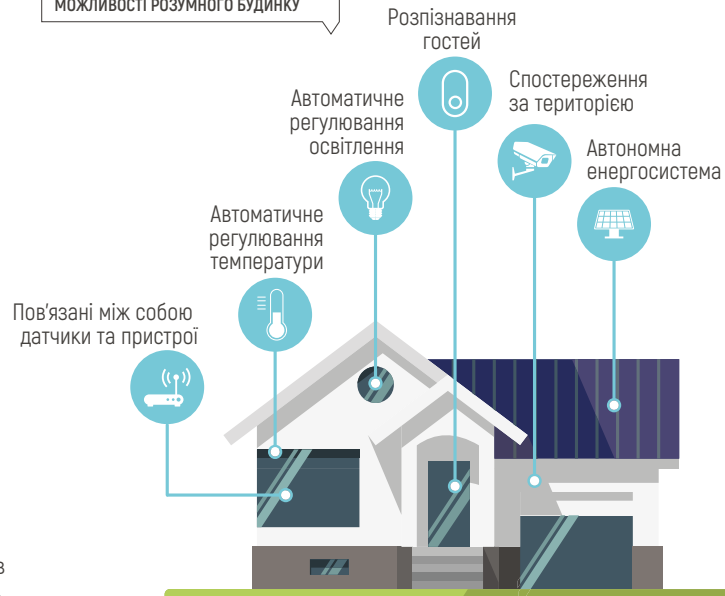 МОЖЛИВОСТІ РОЗУМНОГО БУДИНКУ
Розпізнавання
гостей
Спостереження
за територією
Автоматичне
регулювання
освітлення
Автономна
енергосистема
Автоматичне
регулювання
температури
Пов'язані між собою
датчики та пристрої
в